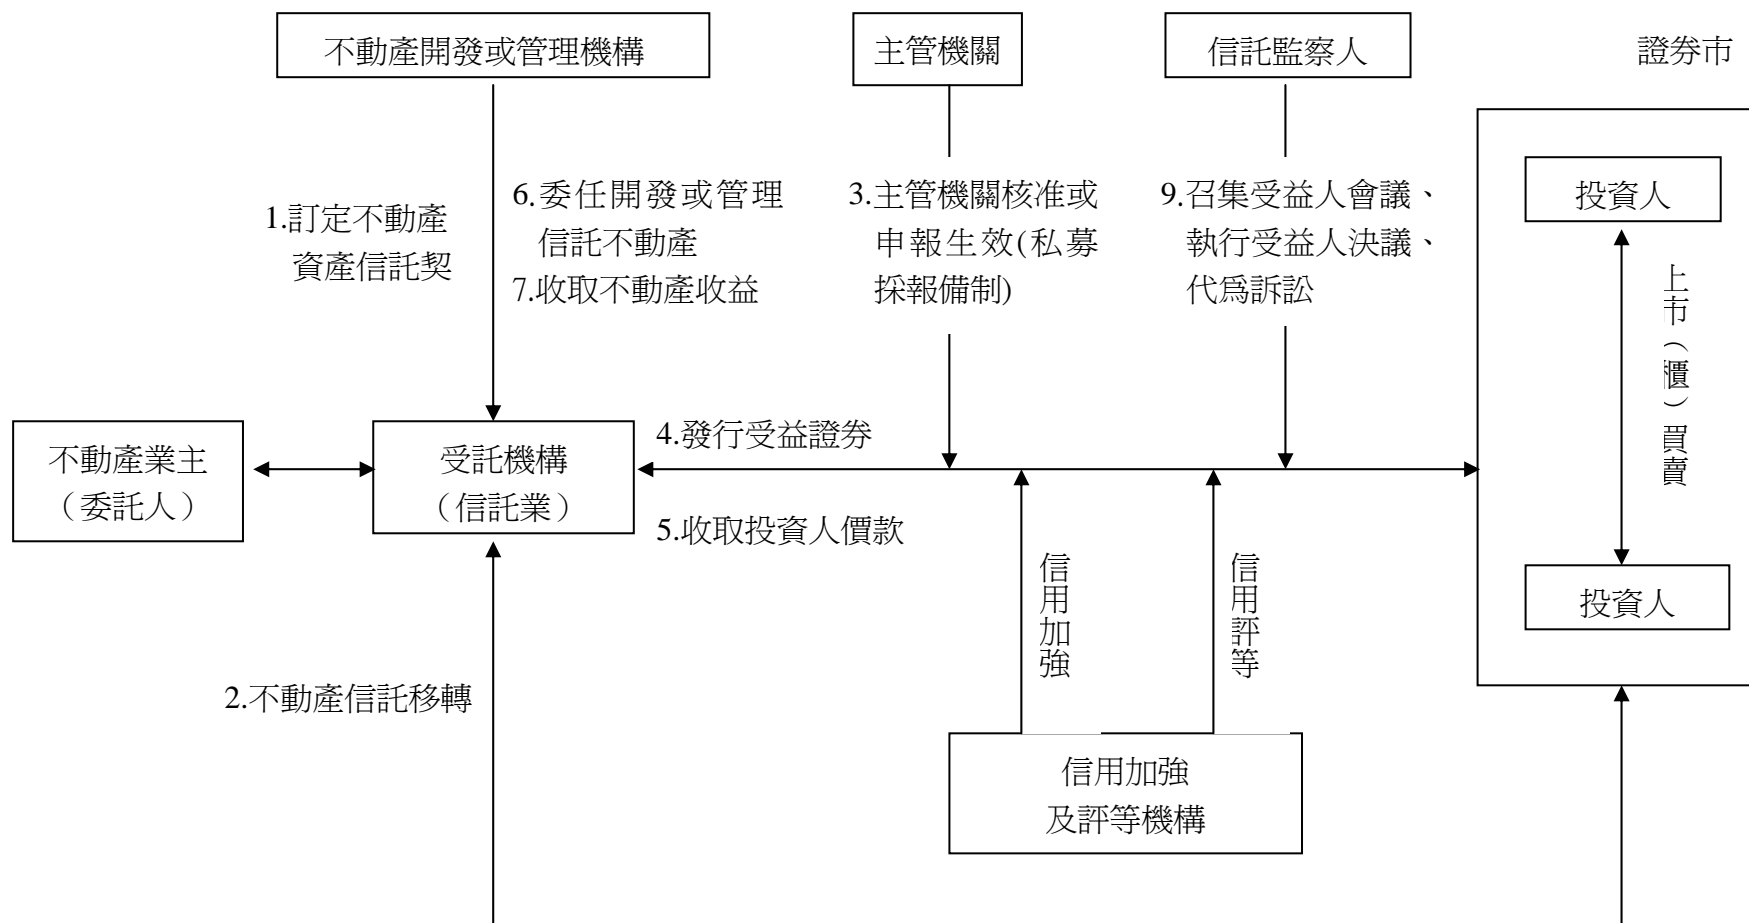 不動產開發或管理機構
主管機關
信託監察人
證券市
1.訂定不動產
資產信託契
6.委任開發或管理
信託不動產
7.收取不動產收益
3.主管機關核准或
申報生效(私募
採報備制)
9.召集受益人會議、
執行受益人決議、
代為訴訟
投資人
上市（櫃）買賣
投資人
不動產業主
（委託人）
受託機構
（信託業）
4.發行受益證券
5.收取投資人價款
信用加強
信用評等
2.不動產信託移轉
信用加強
及評等機構